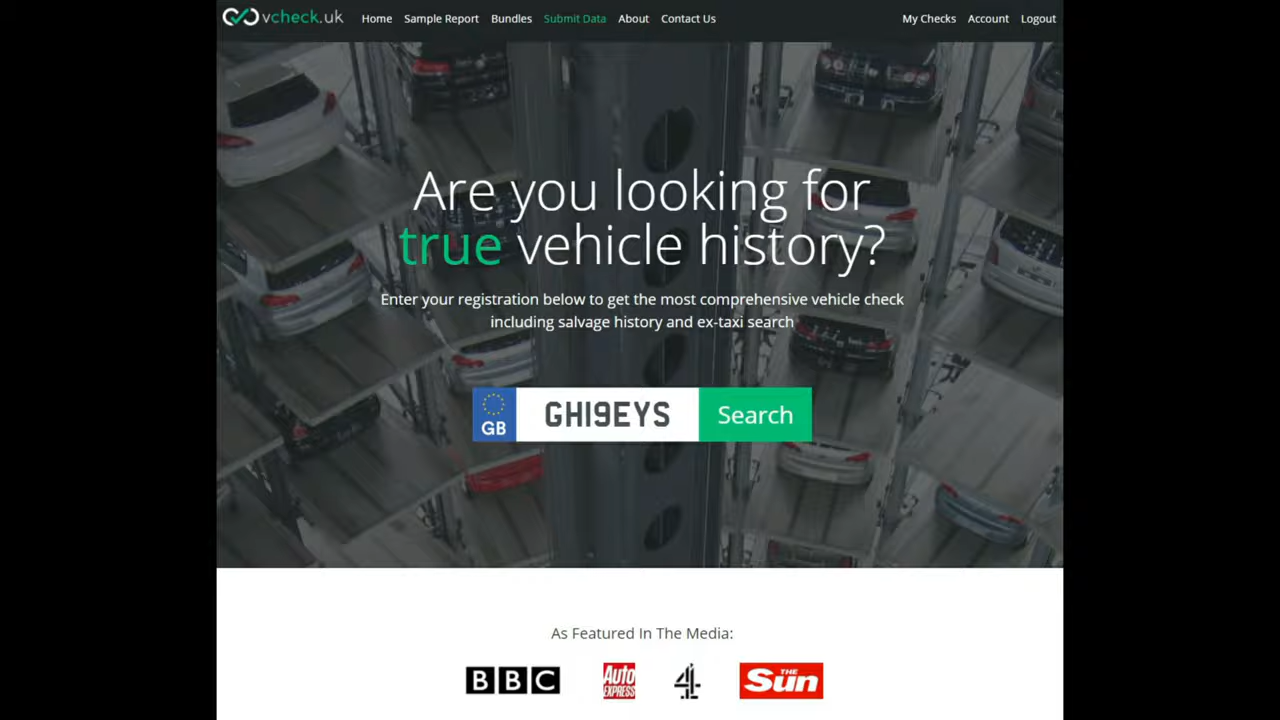 vcheck.uk Home Sample Report Bundles Submit Data About Contact Us My Checks Account Logout
Are you looking for
true vehicle history?
Enter your registration below to get the most comprehensive vehicle check
including salvage history and ex-taxi search
GB GH19EYS Search
As Featured In The Media:
BBC Auto EXPRESS 4 THE Sun